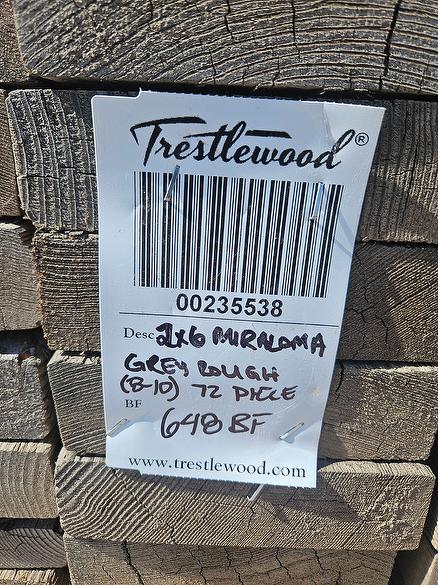 Trestlewood®
00235538
Desc 2x6 MIRALOMA
GREY ROUGH
(8-10) 72 PIECE
BF
648 BF
www.trestlewood.com